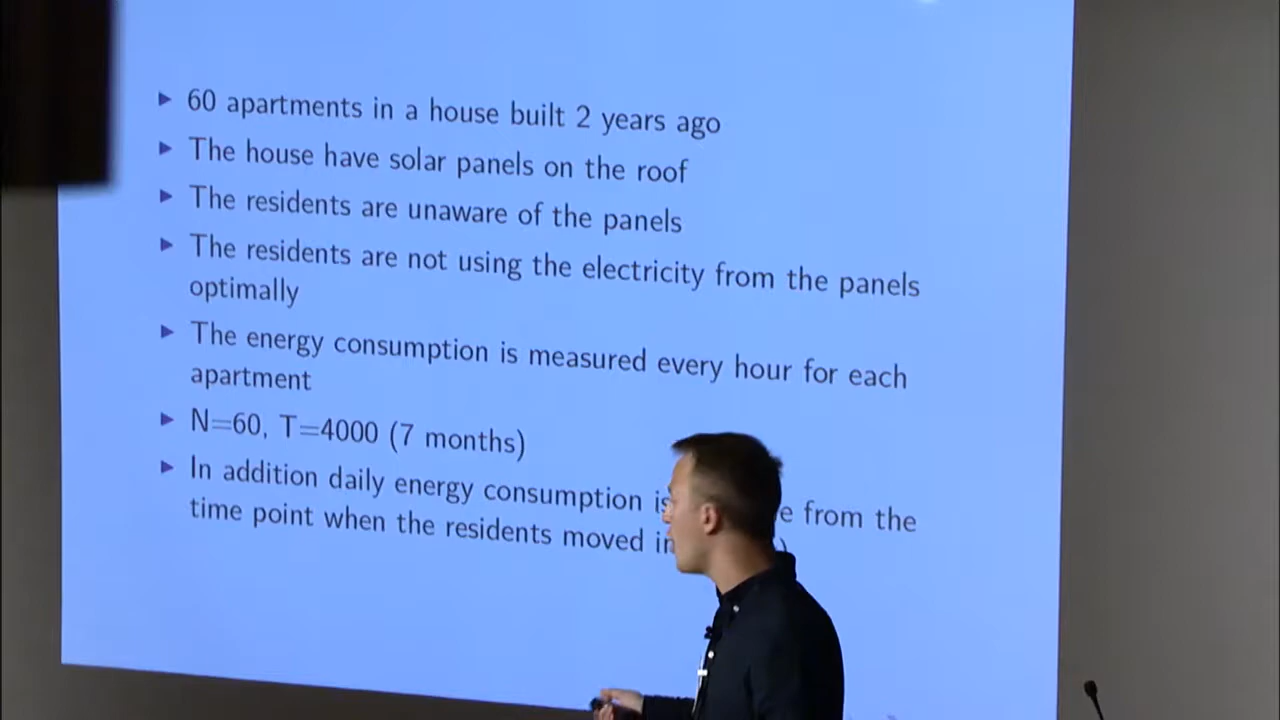 60 apartments in a house built 2 years ago
The house have solar panels on the roof
The residents are unaware of the panels
The residents are not using the electricity from the panels
optimally
The energy consumption is measured every hour for each
apartment
N=60, T=4000 (7 months)
In addition daily energy consumption from the
time point when the residents moved